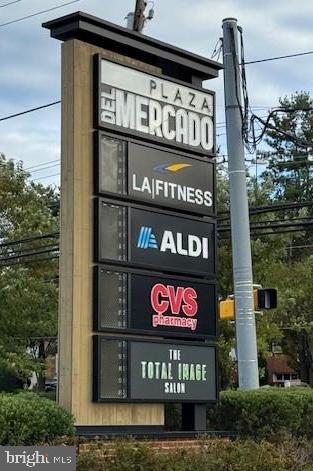 PLAZA
DEL MERCADO
LA|FITNESS
ALDI
CVS
pharmacy
THE
TOTAL IMAGE
SALON
bright MLS